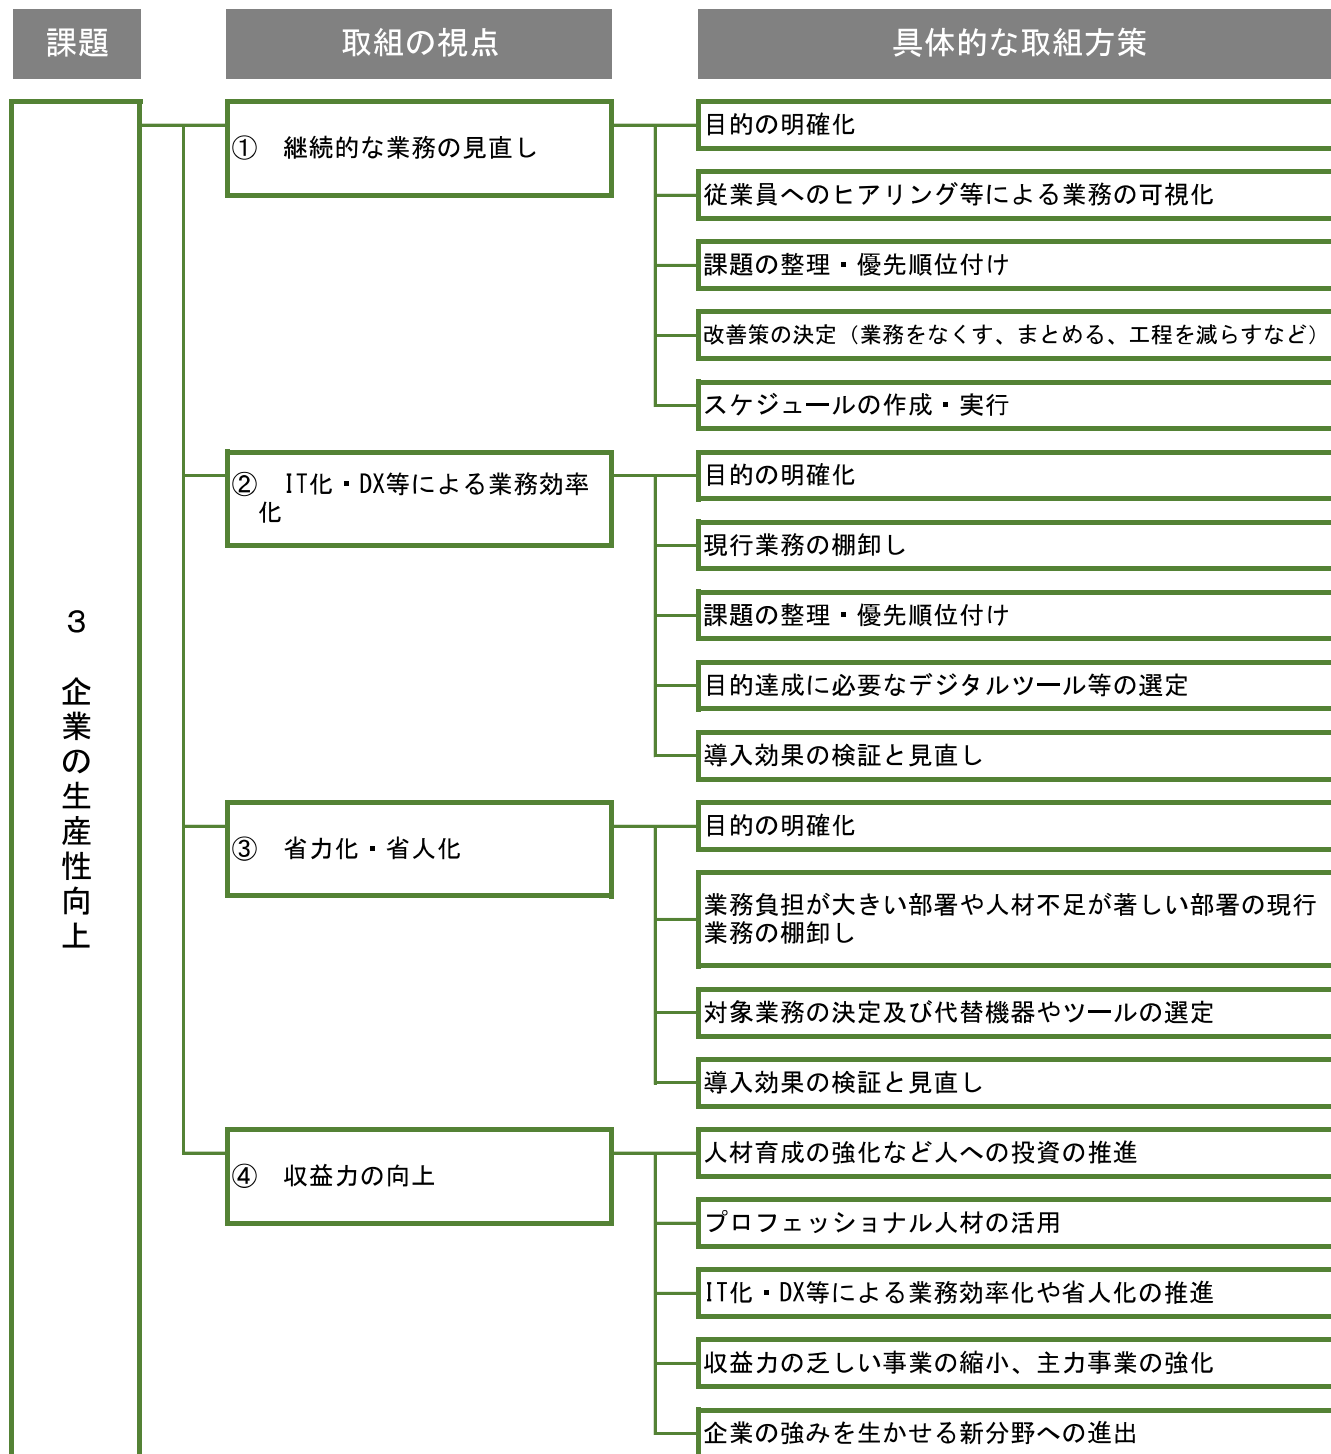 課題
取組の視点
具体的な取組方策
3 企業の生産性向上
① 継続的な業務の見直し
目的の明確化
従業員へのヒアリング等による業務の可視化
課題の整理・優先順位付け
改善策の決定（業務をなくす、まとめる、工程を減らすなど）
スケジュールの作成・実行
② IT化・DX等による業務効率
化
目的の明確化
現行業務の棚卸し
課題の整理・優先順位付け
目的達成に必要なデジタルツール等の選定
導入効果の検証と見直し
③ 省力化・省人化
目的の明確化
業務負担が大きい部署や人材不足が著しい部署の現行
業務の棚卸し
対象業務の決定及び代替機器やツールの選定
導入効果の検証と見直し
④ 収益力の向上
人材育成の強化など人への投資の推進
プロフェッショナル人材の活用
IT化・DX等による業務効率化や省人化の推進
収益力の乏しい事業の縮小、主力事業の強化
企業の強みを生かせる新分野への進出